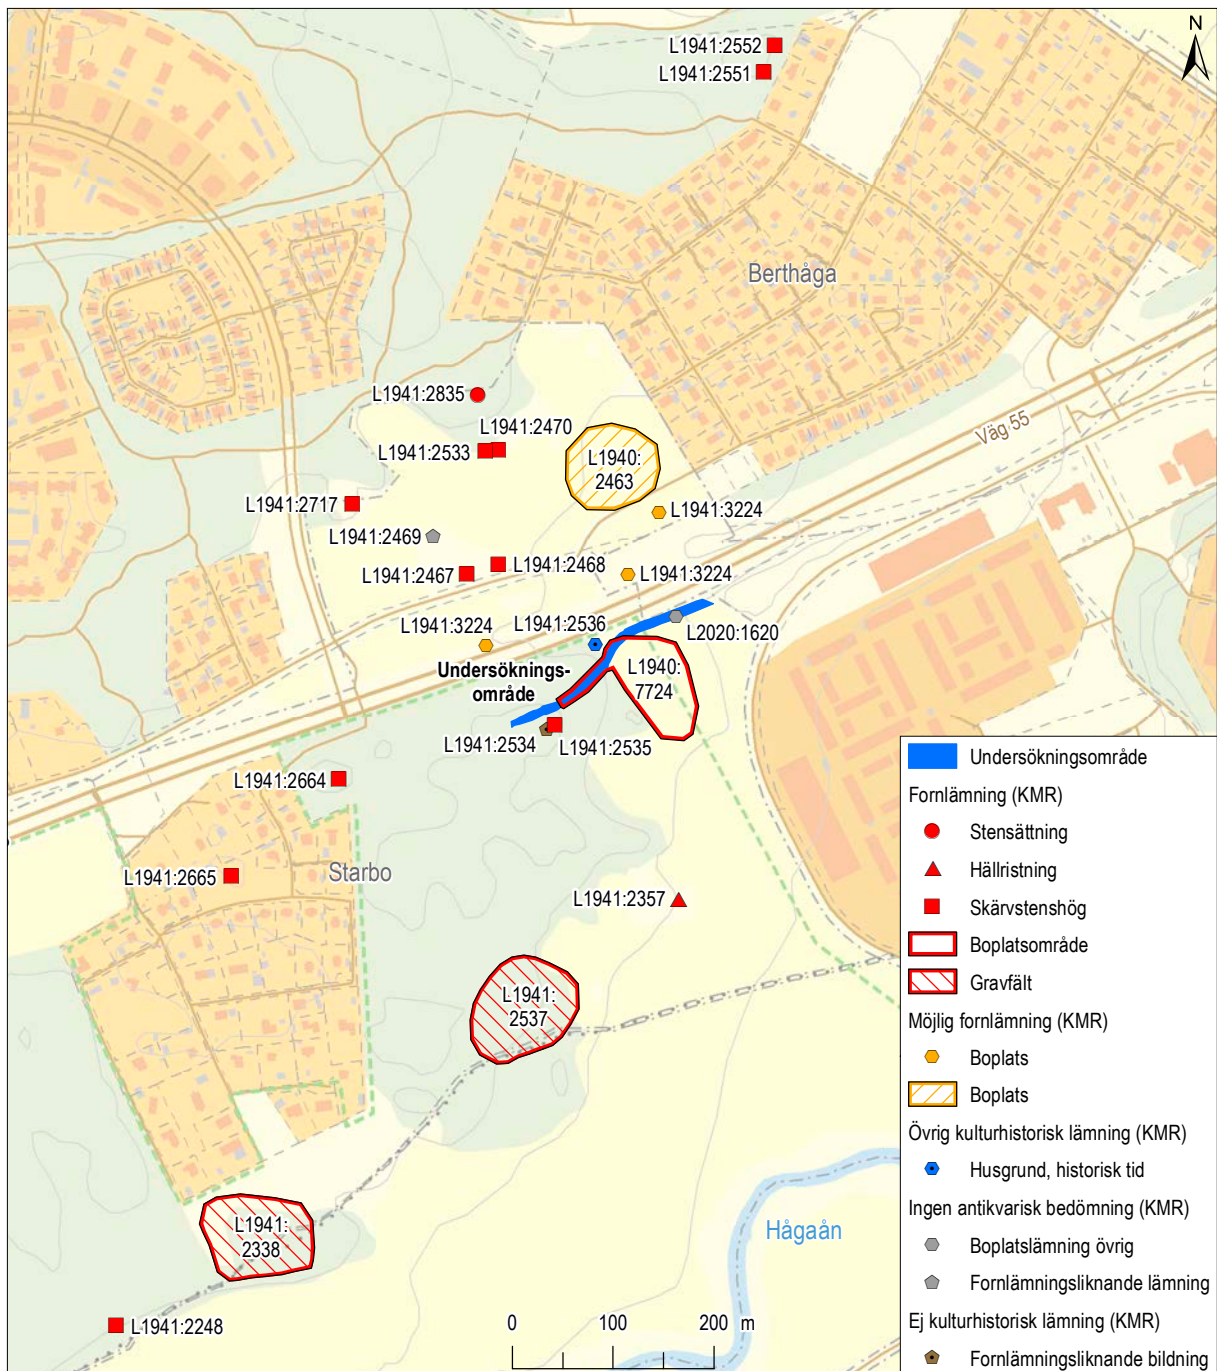 N
L1941:2552
L1941:2551
Berthåga
L1941:2835
L1941:2470
L1941:2533
L1940:
2463
Väg 55
L1941:2717
L1941:3224
L1941:2469
L1941:2468
L1941:2467
L1941:3224
L1941:3224
L1941:2536
L2020:1620
Undersöknings-
område
L1940:
7724
L1941:2534
L1941:2535
L1941:2664
L1941:2665
Starbo
L1941:2357
L1941:
2537
L1941:
2338
Hågaån
L1941:2248
0 100 200 m
Undersökningsområde
Fornlämning (KMR)
Stensättning
Hällristning
Skärvstenshög
Boplatsområde
Gravfält
Möjlig fornlämning (KMR)
Boplats
Boplats
Övrig kulturhistorisk lämning (KMR)
Husgrund, historisk tid
Ingen antikvarisk bedömning (KMR)
Boplatslämning övrig
Fornlämningsliknande lämning
Ej kulturhistorisk lämning (KMR)
Fornlämningsliknande bildning